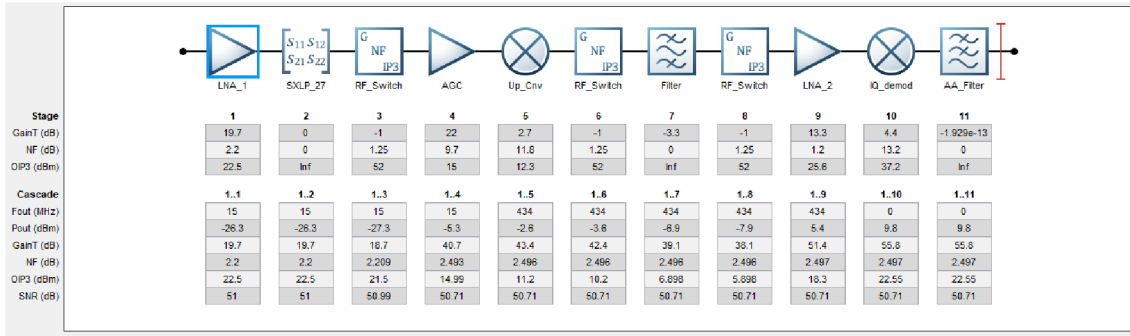 S11 S12
S21 S22
G
NF
IP3
G
NF
IP3
G
NF
IP3
LNA_1 SXLP_27 RF_Switch AGC Up_Cnv RF_Switch Filter RF_Switch LNA_2 IQ_demod AA_Filter
Stage 1 2 3 4 5 6 7 8 9 10 11
GainT (dB) 19.7 0 -1 22 2.7 -1 -3.3 -1 13.3 4.4 -1.929e-13
NF (dB) 2.2 0 1.25 9.7 11.8 1.25 0 1.25 1.2 13.2 0
OIP3 (dBm) 22.5 Inf 52 15 12.3 52 Inf 52 25.6 37.2 Inf
Cascade 1..1 1..2 1..3 1..4 1..5 1..6 1..7 1..8 1..9 1..10 1..11
Fout (MHz) 15 15 15 15 434 434 434 434 434 0 0
Pout (dBm) -26.3 -26.3 -27.3 -5.3 -2.6 -3.6 -6.9 -7.9 5.4 9.8 9.8
GainT (dB) 19.7 19.7 18.7 40.7 43.4 42.4 39.1 38.1 51.4 55.8 55.8
NF (dB) 2.2 2.2 2.209 2.493 2.496 2.496 2.496 2.496 2.497 2.497 2.497
OIP3 (dBm) 22.5 22.5 21.5 14.99 11.2 10.2 6.898 5.898 18.3 22.55 22.55
SNR (dB) 51 51 50.99 50.71 50.71 50.71 50.71 50.71 50.71 50.71 50.71